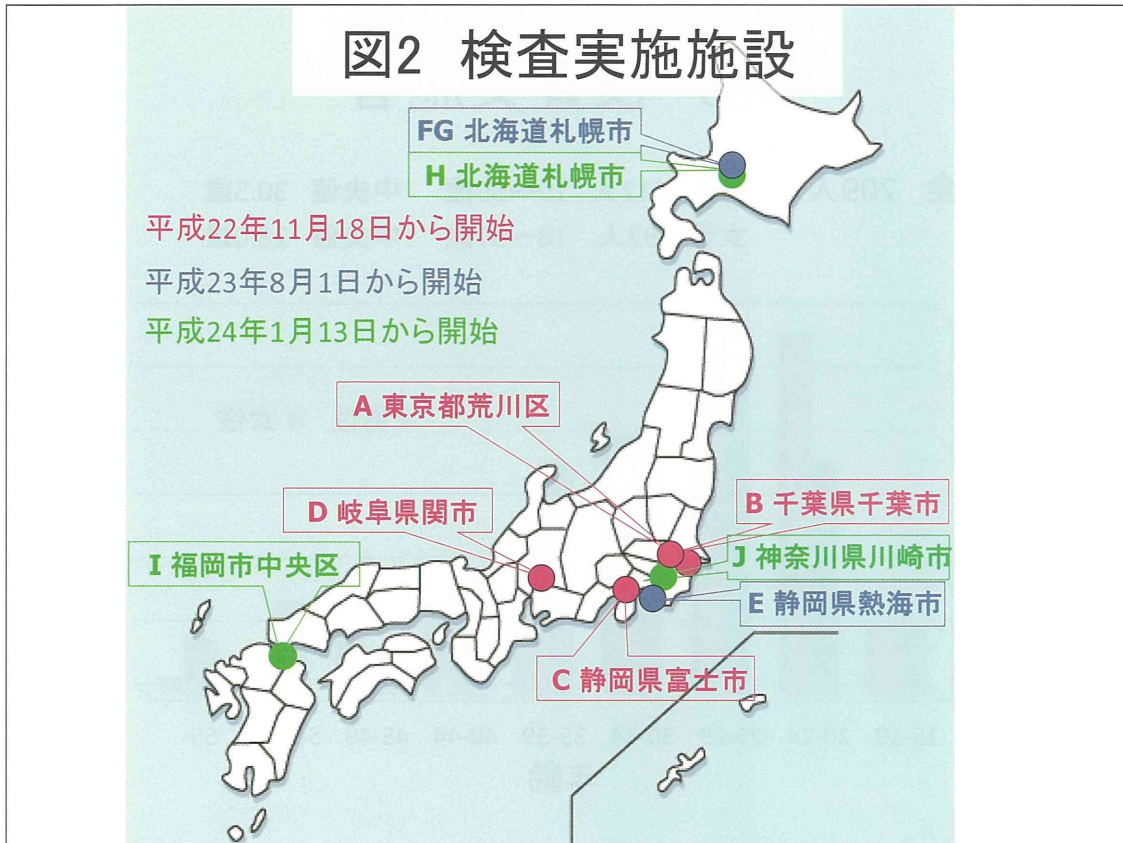 図2 検査実施施設
FG 北海道札幌市
H 北海道札幌市
平成22年11月18日から開始
平成23年8月1日から開始
平成24年1月13日から開始
A 東京都荒川区
D 岐阜県関市
B 千葉県千葉市
I 福岡市中央区
J 神奈川県川崎市
E 静岡県熱海市
C 静岡県富士市